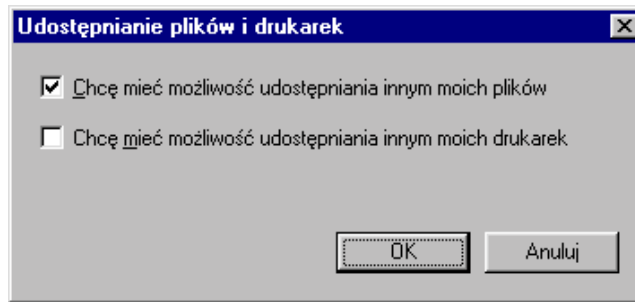 Udostępnianie plików i drukarek
Chcę mieć możliwość udostępniania innym moich plików
Chcę mieć możliwość udostępniania innym moich drukarek
OK
Anuluj